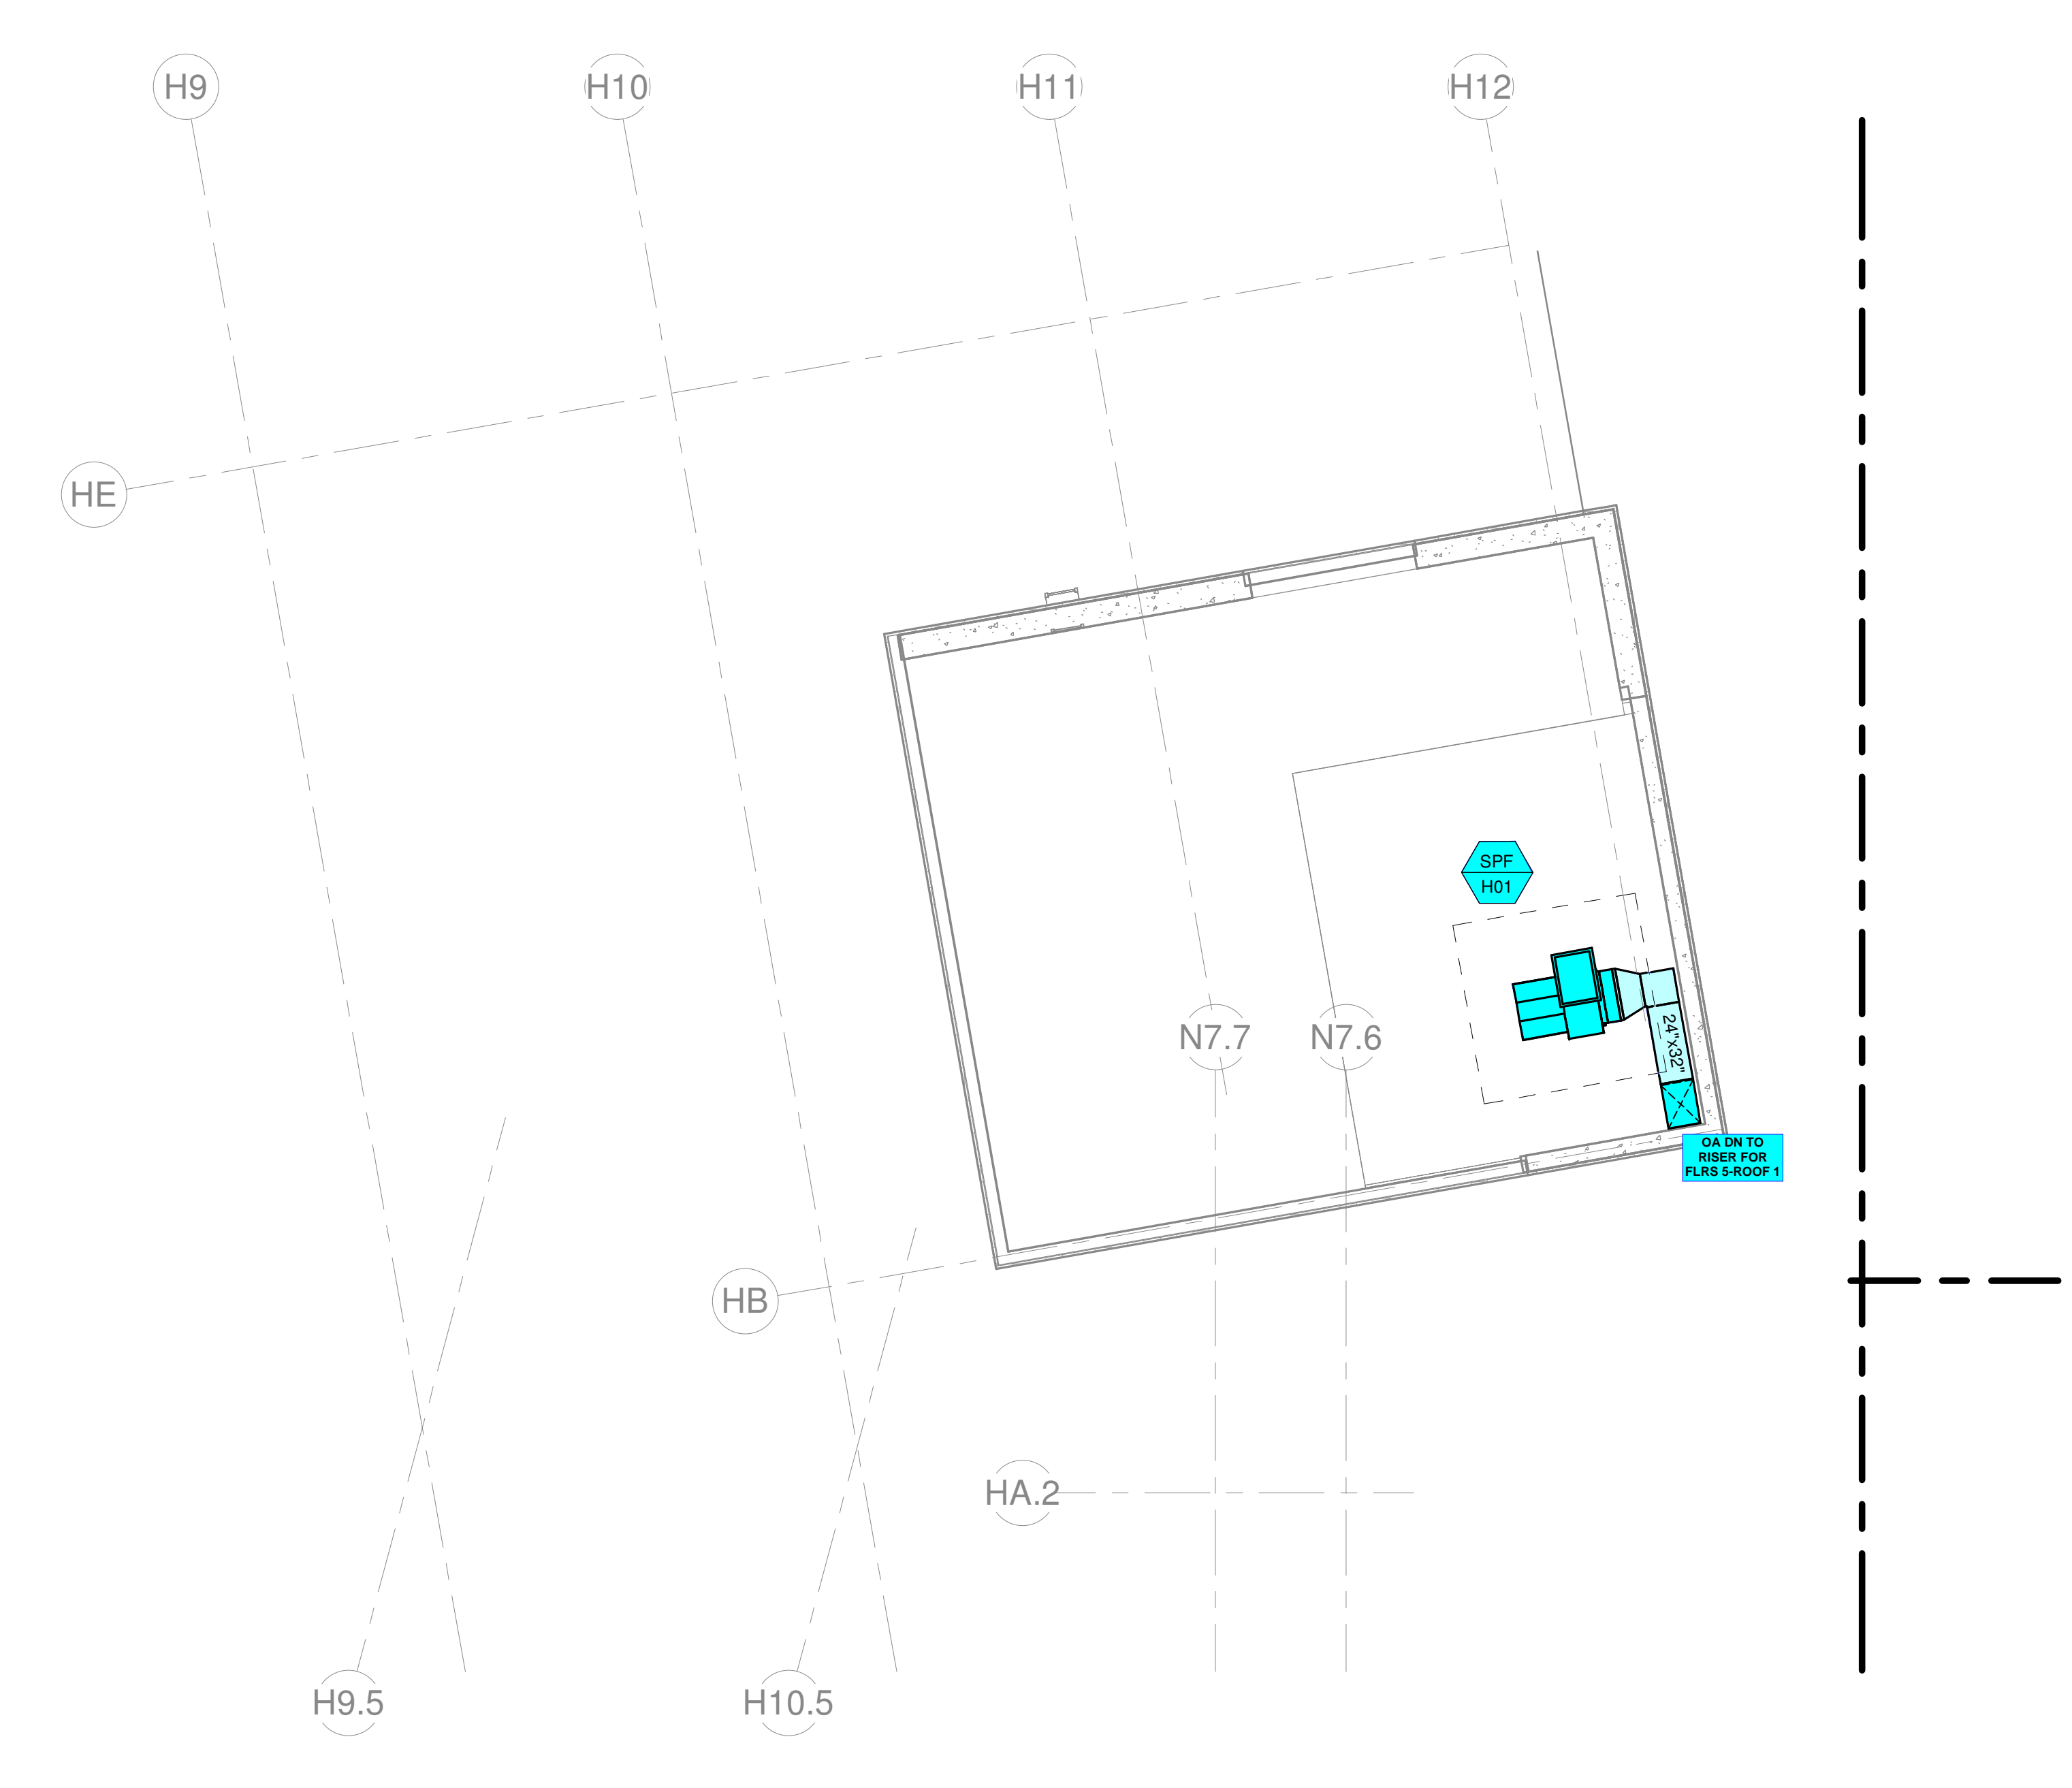 H9
H10
H11
H12
HE
SPF
H01
N7.7
N7.6
24"x32"
OA DN TO
RISER FOR
FLRS 5-ROOF 1
HB
HA.2
H9.5
H10.5